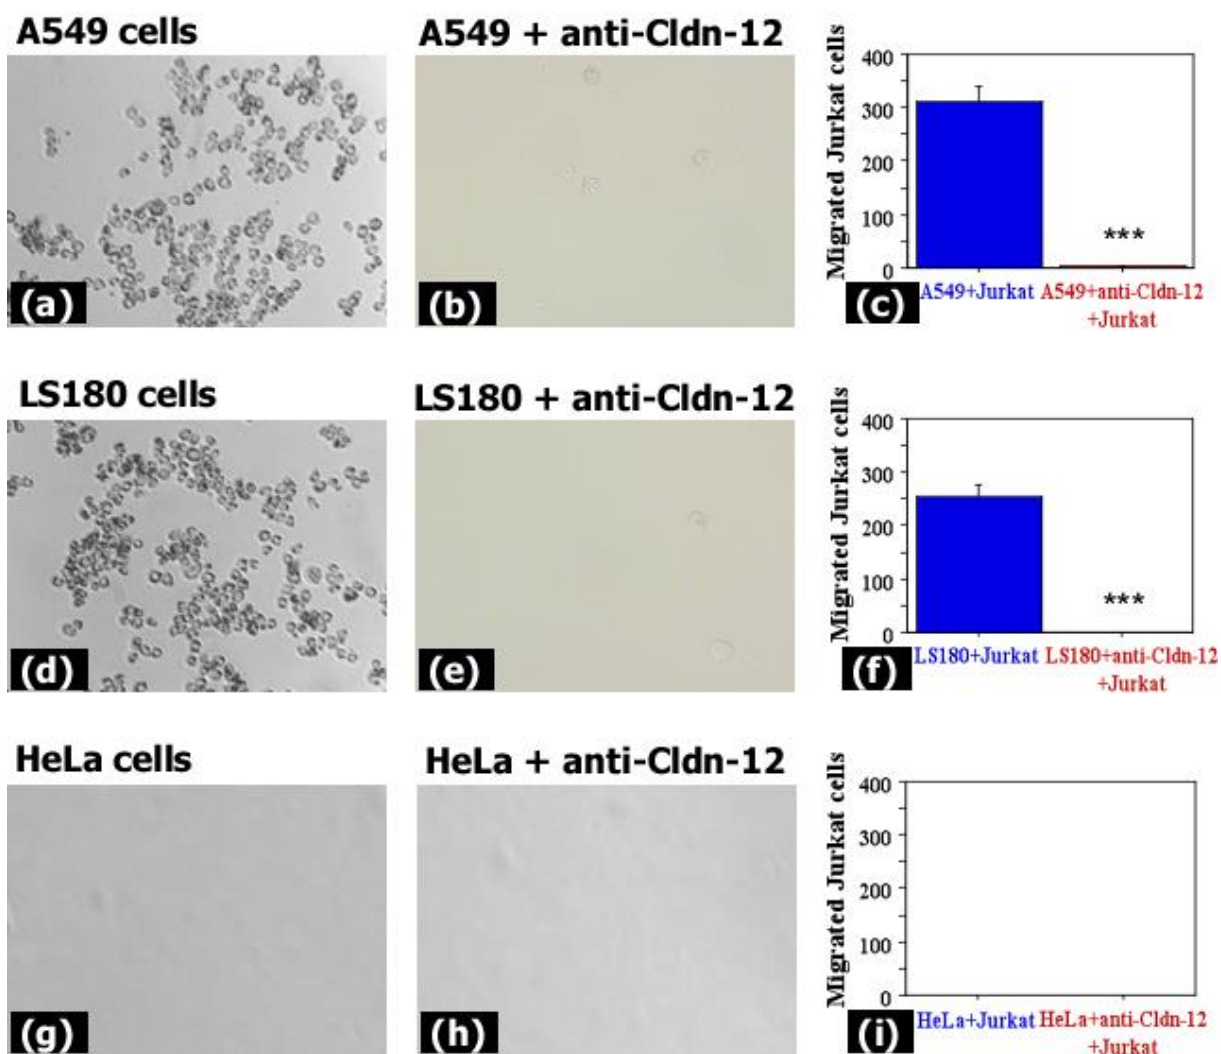 A549 cells
A549 + anti-Cldn-12
Migrated Jurkat cells
400
300
200
100
0
***
(a)
(b)
(c)
A549+Jurkat
A549+anti-Cldn-12
+Jurkat
LS180 cells
LS180 + anti-Cldn-12
Migrated Jurkat cells
400
300
200
100
0
***
(d)
(e)
(f)
LS180+Jurkat
LS180+anti-Cldn-12
+Jurkat
HeLa cells
HeLa + anti-Cldn-12
Migrated Jurkat cells
400
300
200
100
0
(g)
(h)
(i)
HeLa+Jurkat
HeLa+anti-Cldn-12
+Jurkat